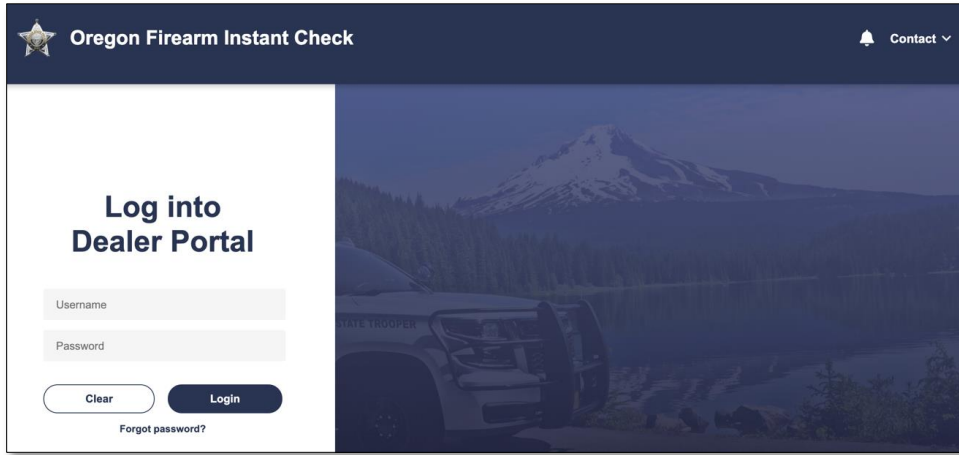 Oregon Firearm Instant Check
Contact
Log into
Dealer Portal
Username
Password
Clear
Login
Forgot password?
STATE TROOPER